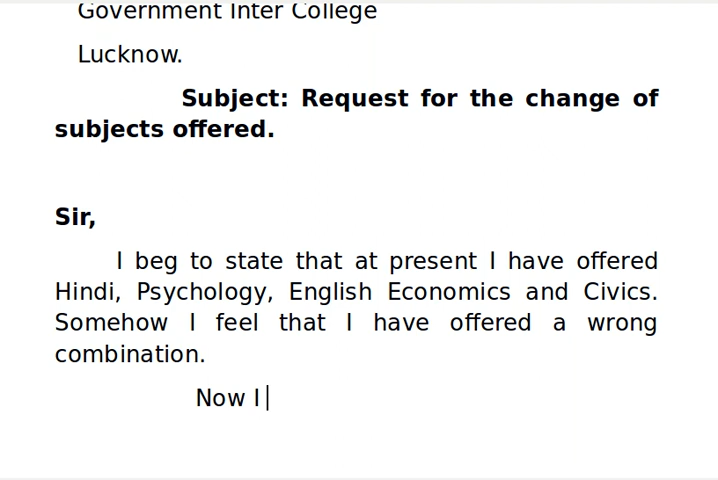 Government Inter College
Lucknow.
Subject: Request for the change of
subjects offered.
Sir,
I beg to state that at present I have offered
Hindi, Psychology, English Economics and Civics.
Somehow I feel that I have offered a wrong
combination.
Now I